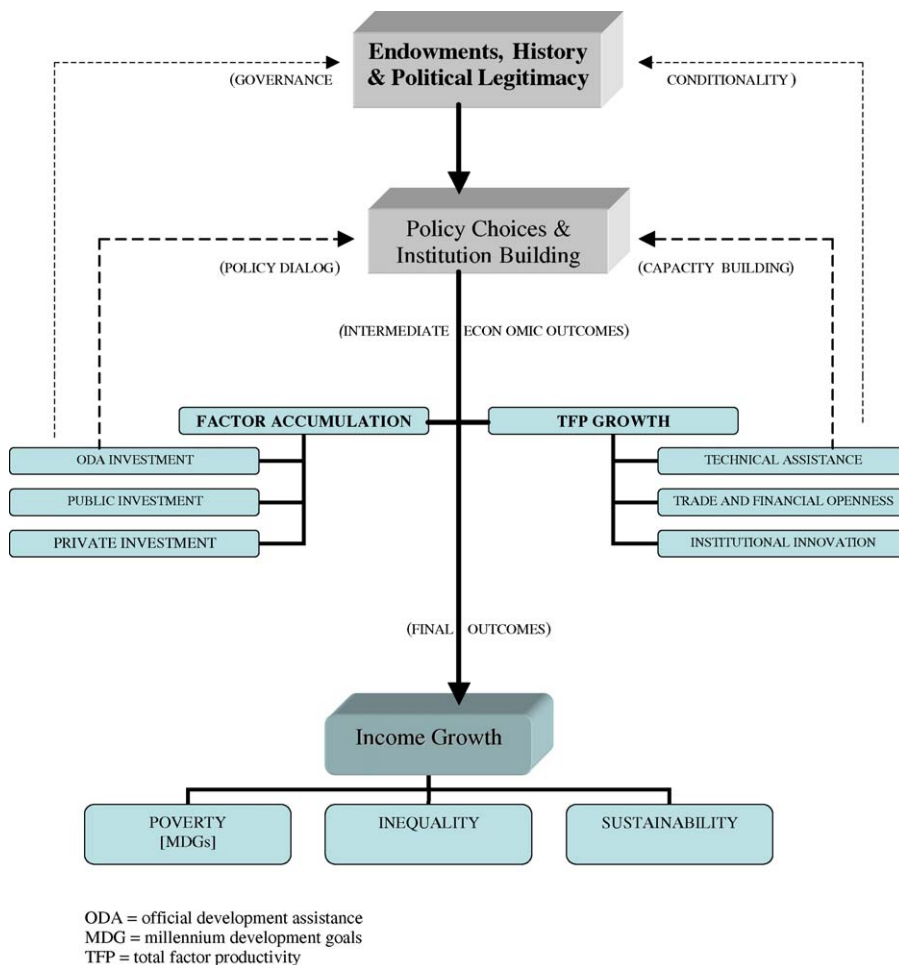 Endowments, History
& Political Legitimacy
(GOVERNANCE
CONDITIONALITY)
Policy Choices &
Institution Building
(POLICY DIALOG)
(CAPACITY BUILDING)
(INTERMEDIATE ECON OMIC OUTCOMES)
FACTOR ACCUMULATION
TFP GROWTH
ODA INVESTMENT
TECHNICAL ASSISTANCE
PUBLIC INVESTMENT
TRADE AND FINANCIAL OPENNESS
PRIVATE INVESTMENT
INSTITUTIONAL INNOVATION
(FINAL OUTCOMES)
Income Growth
POVERTY
[MDGs]
INEQUALITY
SUSTAINABILITY
ODA = official development assistance
MDG = millennium development goals
TFP = total factor productivity